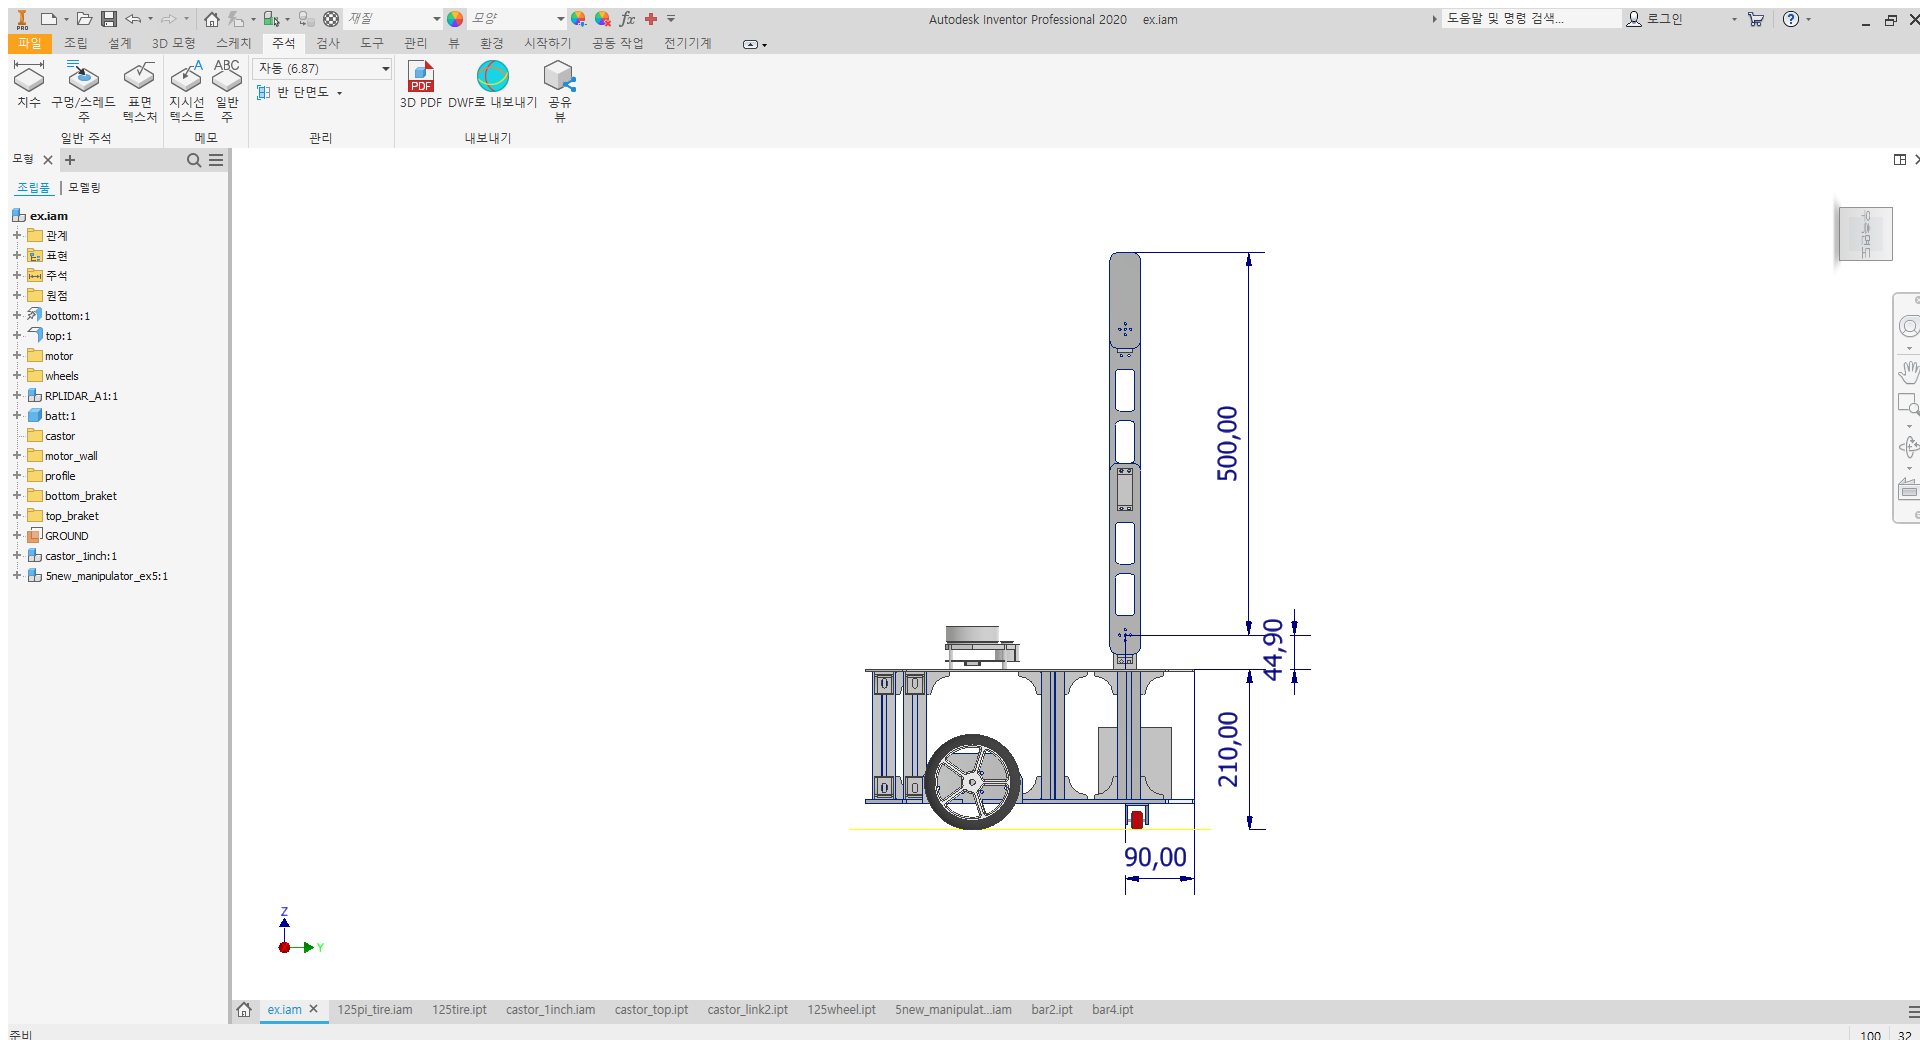 재질
모양
fx
Autodesk Inventor Professional 2020 ex.iam
도움말 및 명령 검색...
로그인
PRO
파일 조립 설계 3D 모형 스케치 주석 검사 도구 관리 뷰 환경 시작하기 공동 작업 전기기계
치수
구멍/스레드
주
표면
텍스처
A
지시선
텍스트
ABC
일반
주
자동 (6.87)
반 단면도
PDF
3D PDF
DWF로 내보내기
공유
뷰
일반 주석
메모
관리
내보내기
모형
조립품 | 모델링
ex.iam
관계
표현
주석
원점
bottom:1
top:1
motor
wheels
RPLIDAR_A1:1
batt:1
castor
motor_wall
profile
bottom_braket
top_braket
GROUND
castor_1inch:1
5new_manipulator_ex5:1
우측면도
500,00
44,90
210,00
90,00
Z
Y
ex.iam
125pi_tire.iam
125tire.ipt
castor_1inch.iam
castor_top.ipt
castor_link2.ipt
125wheel.ipt
5new_manipulat...iam
bar2.ipt
bar4.ipt
준비
100 32